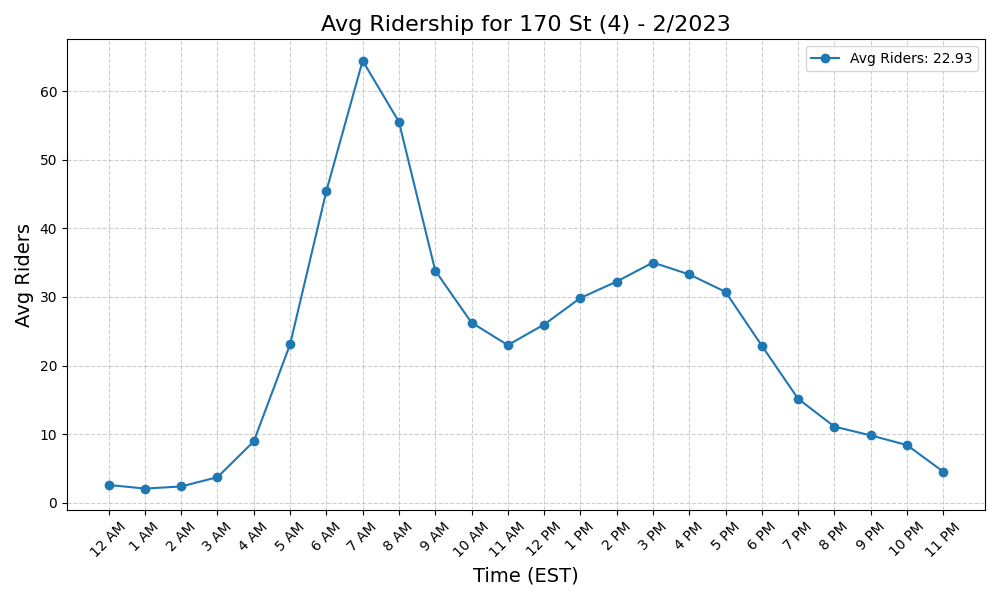 Avg Ridership for 170 St (4) - 2/2023
Avg Riders: 22.93
Avg Riders
60
50
40
30
20
10
0
12 AM
1 AM
2 AM
3 AM
4 AM
5 AM
6 AM
7 AM
8 AM
9 AM
10 AM
11 AM
12 PM
1 PM
2 PM
3 PM
4 PM
5 PM
6 PM
7 PM
8 PM
9 PM
10 PM
11 PM
Time (EST)